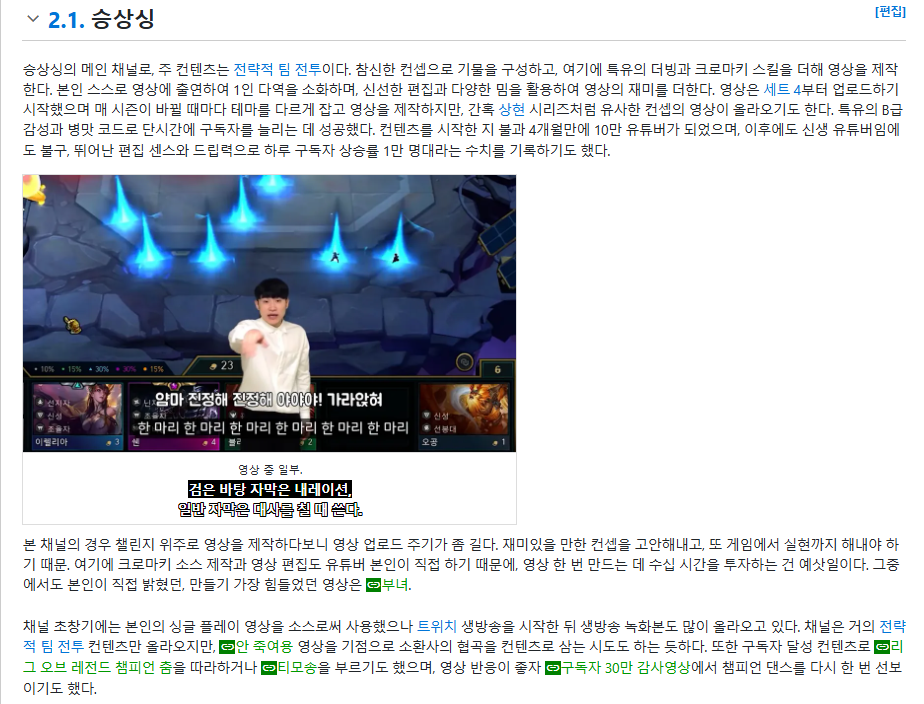 2.1. 승상싱
[편집]
승상싱의 메인 채널로, 주 컨텐츠는 전략적 팀 전투이다. 참신한 컨셉으로 기물을 구성하고, 여기에 특유의 더빙과 크로마키 스킬을 더해 영상을 제작
한다. 본인 스스로 영상에 출연하여 1인 다역을 소화하며, 신선한 편집과 다양한 밈을 활용하여 영상의 재미를 더한다. 영상은 세트 4부터 업로드하기
시작했으며 매 시즌이 바뀔 때마다 테마를 다르게 잡고 영상을 제작하지만, 간혹 상현 시리즈처럼 유사한 컨셉의 영상이 올라오기도 한다. 특유의 B급
감성과 병맛 코드로 단시간에 구독자를 늘리는 데 성공했다. 컨텐츠를 시작한 지 불과 4개월만에 10만 유튜버가 되었으며, 이후에도 신생 유튜버임에
도 불구, 뛰어난 편집 센스와 드립력으로 하루 구독자 상승률 1만 명대라는 수치를 기록하기도 했다.
10% 15% 30% 30% 15%
23
6
얌마 진정해 진정해 야야야! 가라앉혀
한 마리 한 마리 한 마리 한 마리 한 마리 한 마리
선지자
신성
조율자
이렐리아 3
조율자
쉔 4
2
신성
선봉대
오공 1
영상 중 일부.
검은 바탕 자막은 내레이션,
일반 자막은 대사를 칠 때 쓴다.
본 채널의 경우 챌린지 위주로 영상을 제작하다보니 영상 업로드 주기가 좀 길다. 재미있을 만한 컨셉을 고안해내고, 또 게임에서 실현까지 해내야 하
기 때문. 여기에 크로마키 소스 제작과 영상 편집도 유튜버 본인이 직접 하기 때문에, 영상 한 번 만드는 데 수십 시간을 투자하는 건 예삿일이다. 그중
에서도 본인이 직접 밝혔던, 만들기 가장 힘들었던 영상은 부녀.
채널 초창기에는 본인의 싱글 플레이 영상을 소스로써 사용했으나 트위치 생방송을 시작한 뒤 생방송 녹화본도 많이 올라오고 있다. 채널은 거의 전략
적 팀 전투 컨텐츠만 올라오지만, 안 죽여용 영상을 기점으로 소환사의 협곡을 컨텐츠로 삼는 시도도 하는 듯하다. 또한 구독자 달성 컨텐츠로 리
그 오브 레전드 챔피언 춤을 따라하거나 티모송을 부르기도 했으며, 영상 반응이 좋자 구독자 30만 감사영상에서 챔피언 댄스를 다시 한 번 선보
이기도 했다.